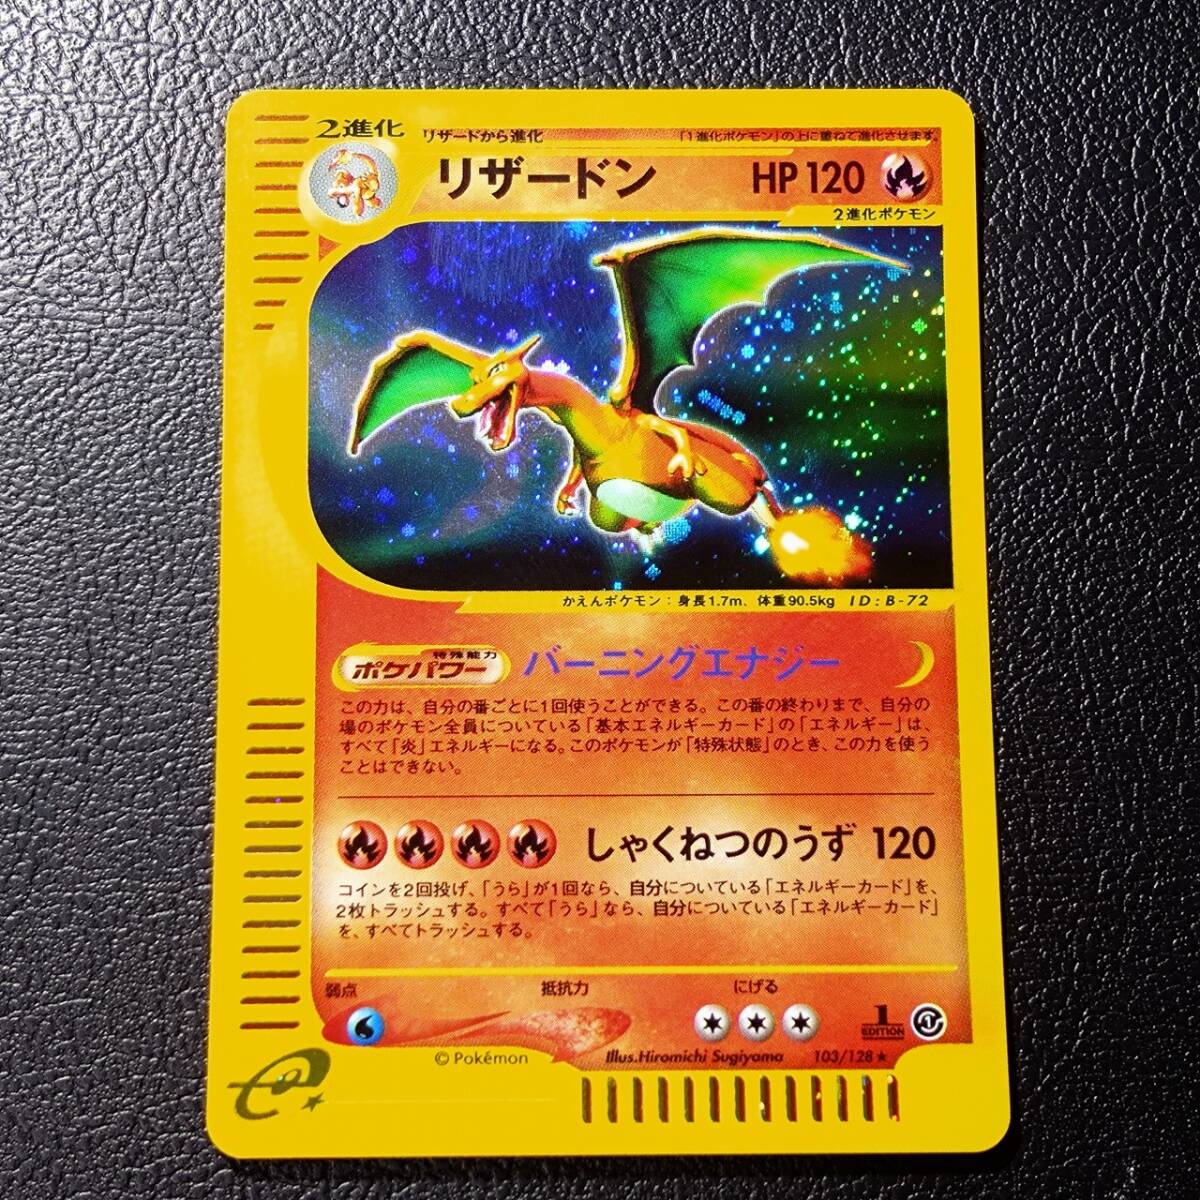 2進化 リザードから進化 「1進化ポケモン」の上に重ねて進化させます。
リザードン HP 120
2進化ポケモン
かえんポケモン:身長1.7m、体重90.5kg ID:B-72
特殊能力
ポケパワー バーニングエナジー
この力は、自分の番ごとに1回使うことができる。この番の終わりまで、自分の
場のポケモン全員についている「基本エネルギーカード」の「エネルギー」は、
すべて「炎」エネルギーになる。このポケモンが「特殊状態」のとき、この力を使う
ことはできない。
しゃくねつのうず 120
コインを2回投げ、「うら」が1回なら、自分についている「エネルギーカード」を、
2枚トラッシュする。すべて「うら」なら、自分についている「エネルギーカード」
を、すべてトラッシュする。
弱点 抵抗力 にげる
1
EDITION
© Pokémon Illus.Hiromichi Sugiyama 103/128 ★
e